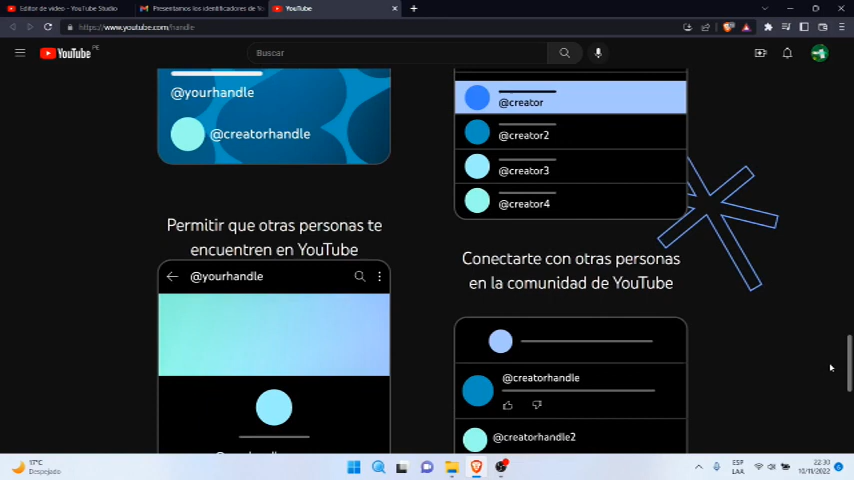 Editor de video - YouTube Studio
Presentamos los identificadores de Yo
YouTube
https://www.youtube.com/handle
YouTube PE
Buscar
@yourhandle
@creatorhandle
@creator
@creator2
@creator3
@creator4
Permitir que otras personas te
encuentren en YouTube
Conectarte con otras personas
en la comunidad de YouTube
@yourhandle
@creatorhandle
@creatorhandle2
17°C
Despejado
ESP
LAA
22:30
10/11/2022